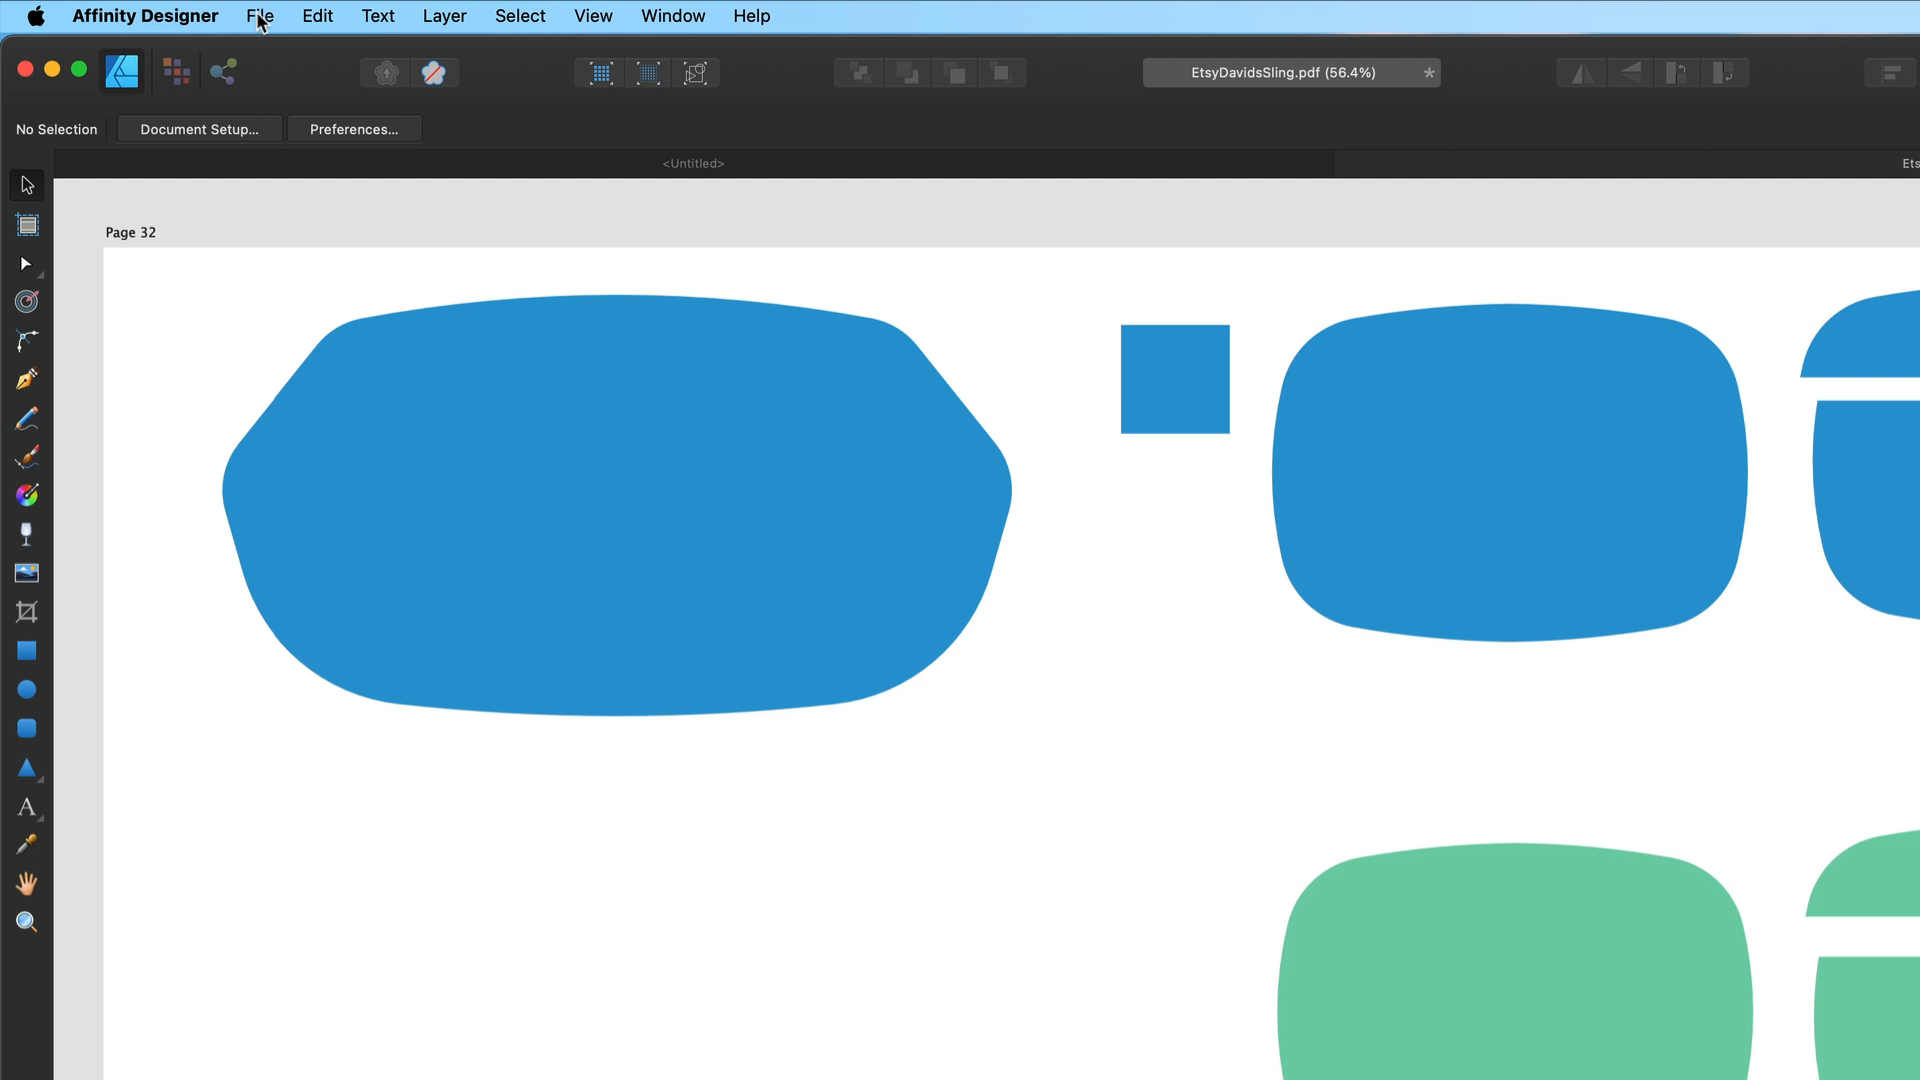 Affinity Designer File Edit Text Layer Select View Window Help
EtsyDavidsSling.pdf (56.4%) *
No Selection Document Setup... Preferences...
<Untitled> Ets
Page 32
A